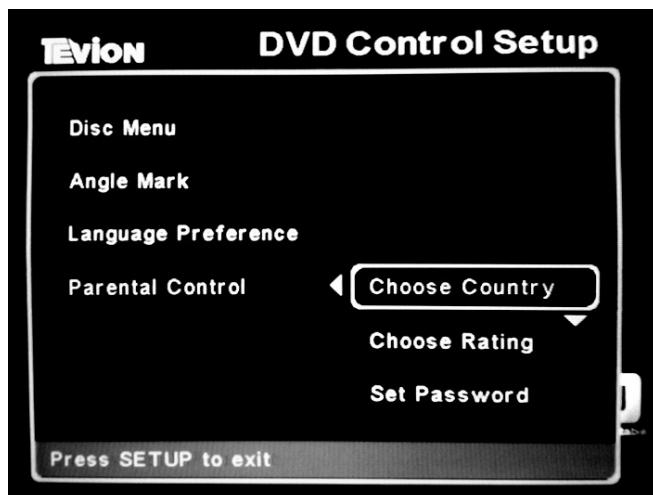 TEVION
DVD Control Setup
Disc Menu
Angle Mark
Language Preference
Parental Control
Choose Country
Choose Rating
Set Password
Press SETUP to exit